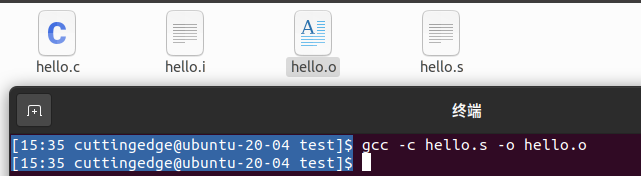 C
hello.c
hello.i
A
hello.o
hello.s
终端
[15:35 cuttingedge@ubuntu-20-04 test]$ gcc -c hello.s -o hello.o
[15:35 cuttingedge@ubuntu-20-04 test]$